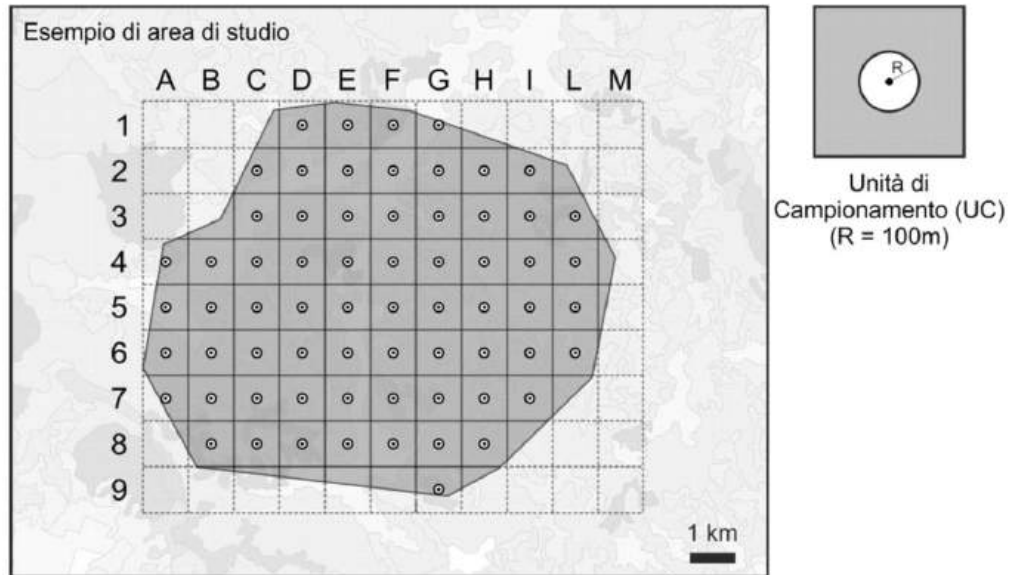 Esempio di area di studio
A B C D E F G H I L M
1
2
3
4
5
6
7
8
9
1 km
R
Unità di
Campionamento (UC)
(R = 100m)